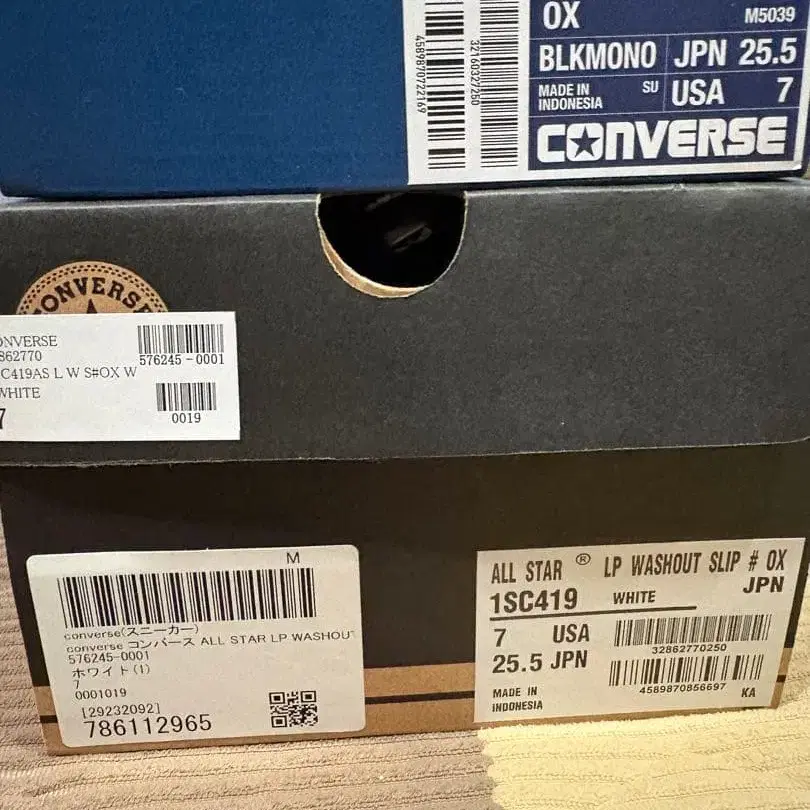 OX M5039
BLKMONO JPN 25.5
MADE IN SU USA 7
INDONESIA
CONVERSE
4589870722169
32160327250
CONVERSE
ONVERSE
862770 576245-0001
C419AS L W S#OX W
WHITE
7 0019
M
converse(スニーカー)
converse コンバース ALL STAR LP WASHOUT
576245-0001
ホワイト(1)
7
0001019
[29232092]
786112965
ALL STAR ® LP WASHOUT SLIP # OX
JPN
1SC419 WHITE
7 USA
32862770250
25.5 JPN
4589870856697 KA
MADE IN
INDONESIA